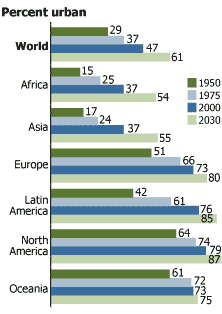 Percent urban
29
World 37
47
61
15
Africa 25
37
54
1950
1975
2000
2030
17
Asia 24
37
55
51
Europe 66
73
80
42
Latin 61
America 76
85
64
North 74
America 79
87
61
Oceania 72
73
75